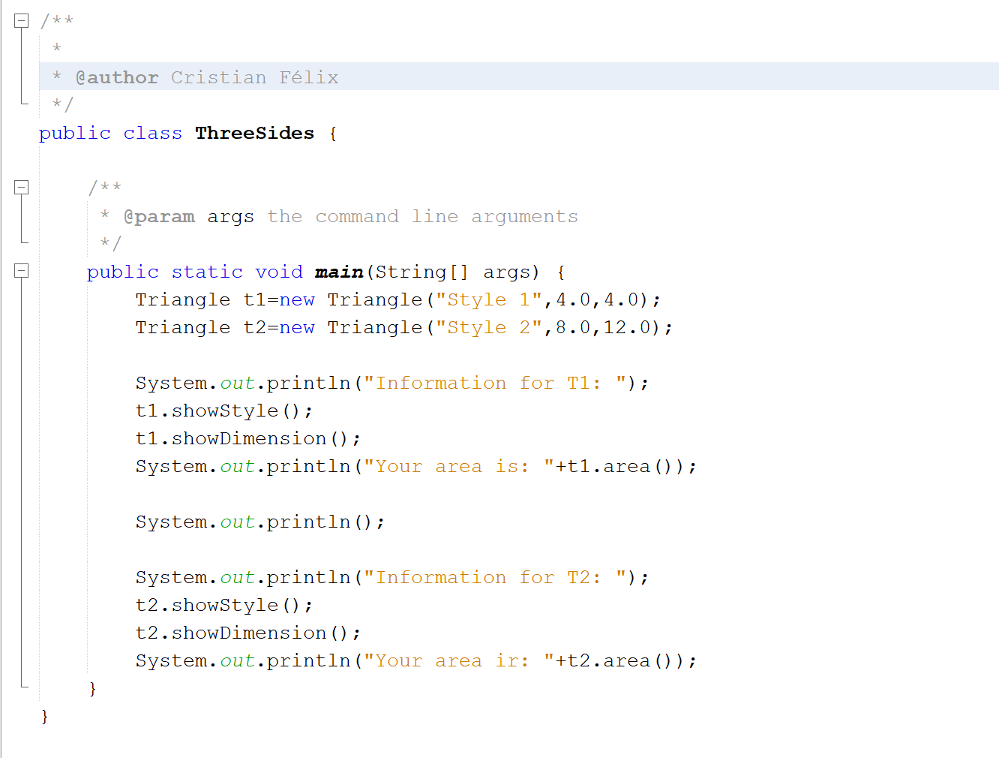 /**
 *
 * @author Cristian Félix
 */
public class ThreeSides {
    /**
     * @param args the command line arguments
     */
    public static void main(String[] args) {
        Triangle t1=new Triangle("Style 1",4.0,4.0);
        Triangle t2=new Triangle("Style 2",8.0,12.0);
        System.out.println("Information for T1: ");
        t1.showStyle();
        t1.showDimension();
        System.out.println("Your area is: "+t1.area());
        System.out.println();
        System.out.println("Information for T2: ");
        t2.showStyle();
        t2.showDimension();
        System.out.println("Your area ir: "+t2.area());
    }
}